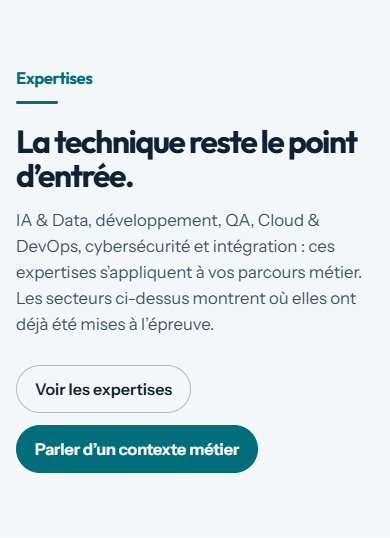 Expertises
La technique reste le point
d’entrée.
IA & Data, développement, QA, Cloud &
DevOps, cybersécurité et intégration : ces
expertises s’appliquent à vos parcours métier.
Les secteurs ci-dessus montrent où elles ont
déjà été mises à l’épreuve.
Voir les expertises
Parler d’un contexte métier